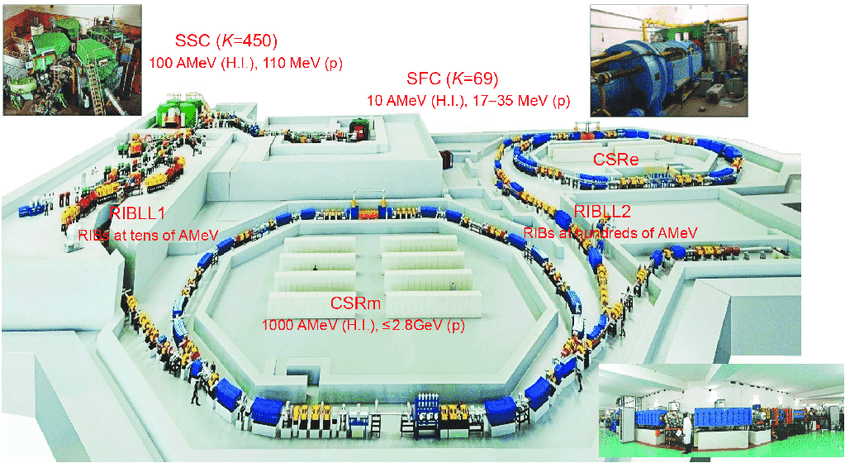 SSC (K=450)
100 AMeV (H.I.), 110 MeV (p)
SFC (K=69)
10 AMeV (H.I.), 17–35 MeV (p)
CSRe
RIBLL1
RIBs at tens of AMeV
RIBLL2
RIBs at hundreds of AMeV
CSRm
1000 AMeV (H.I.), ≤2.8GeV (p)